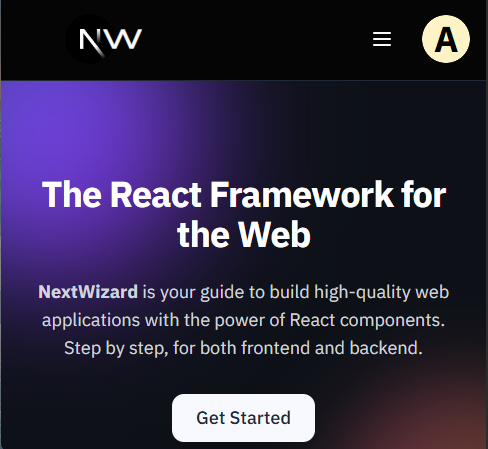 NW
A
The React Framework for
the Web
NextWizard is your guide to build high-quality web
applications with the power of React components.
Step by step, for both frontend and backend.
Get Started